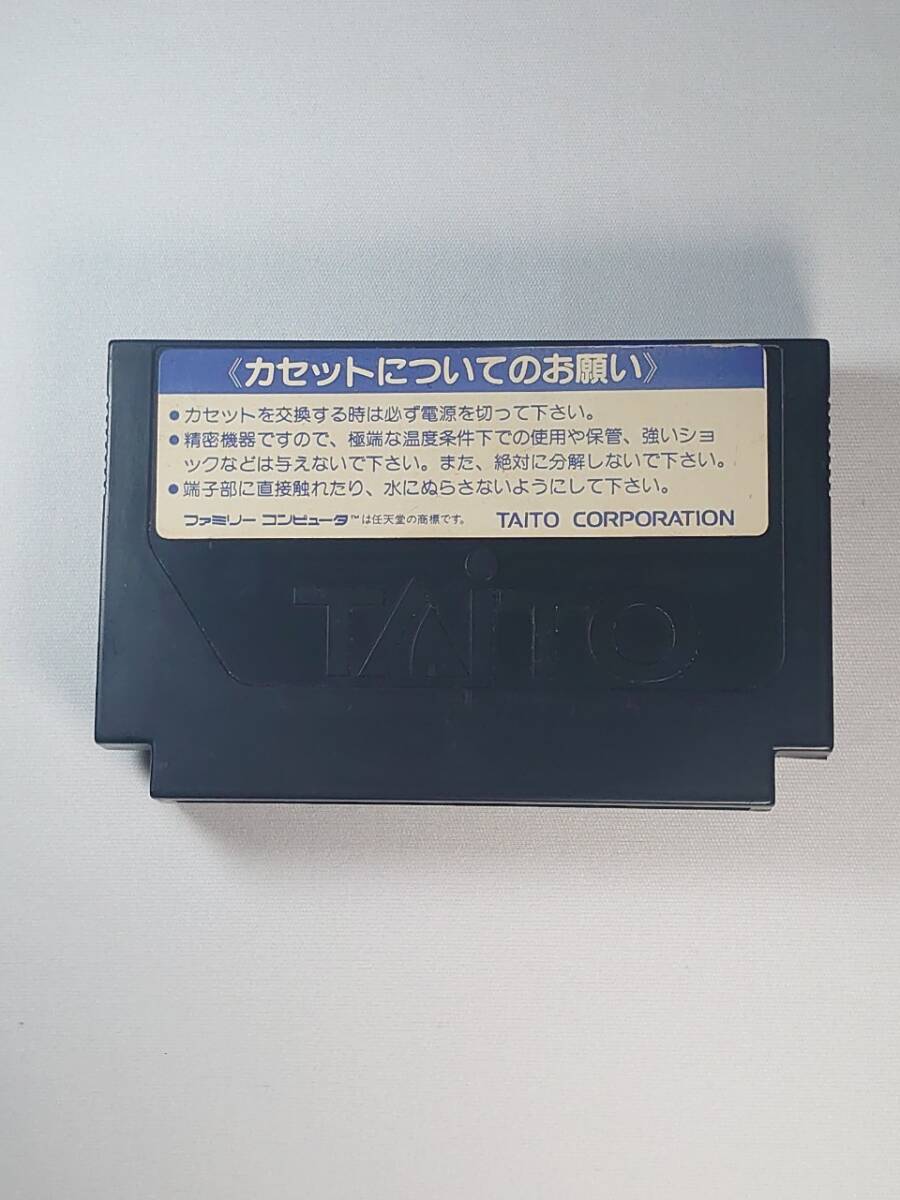 《カセットについてのお願い》
●カセットを交換する時は必ず電源を切って下さい。
●精密機器ですので、極端な温度条件下での使用や保管、強いショ
ックなどは与えないで下さい。また、絶対に分解しないで下さい。
●端子部に直接触れたり、水にぬらさないようにして下さい。
ファミリー コンピュータ™は任天堂の商標です。 TAITO CORPORATION
TAiTO